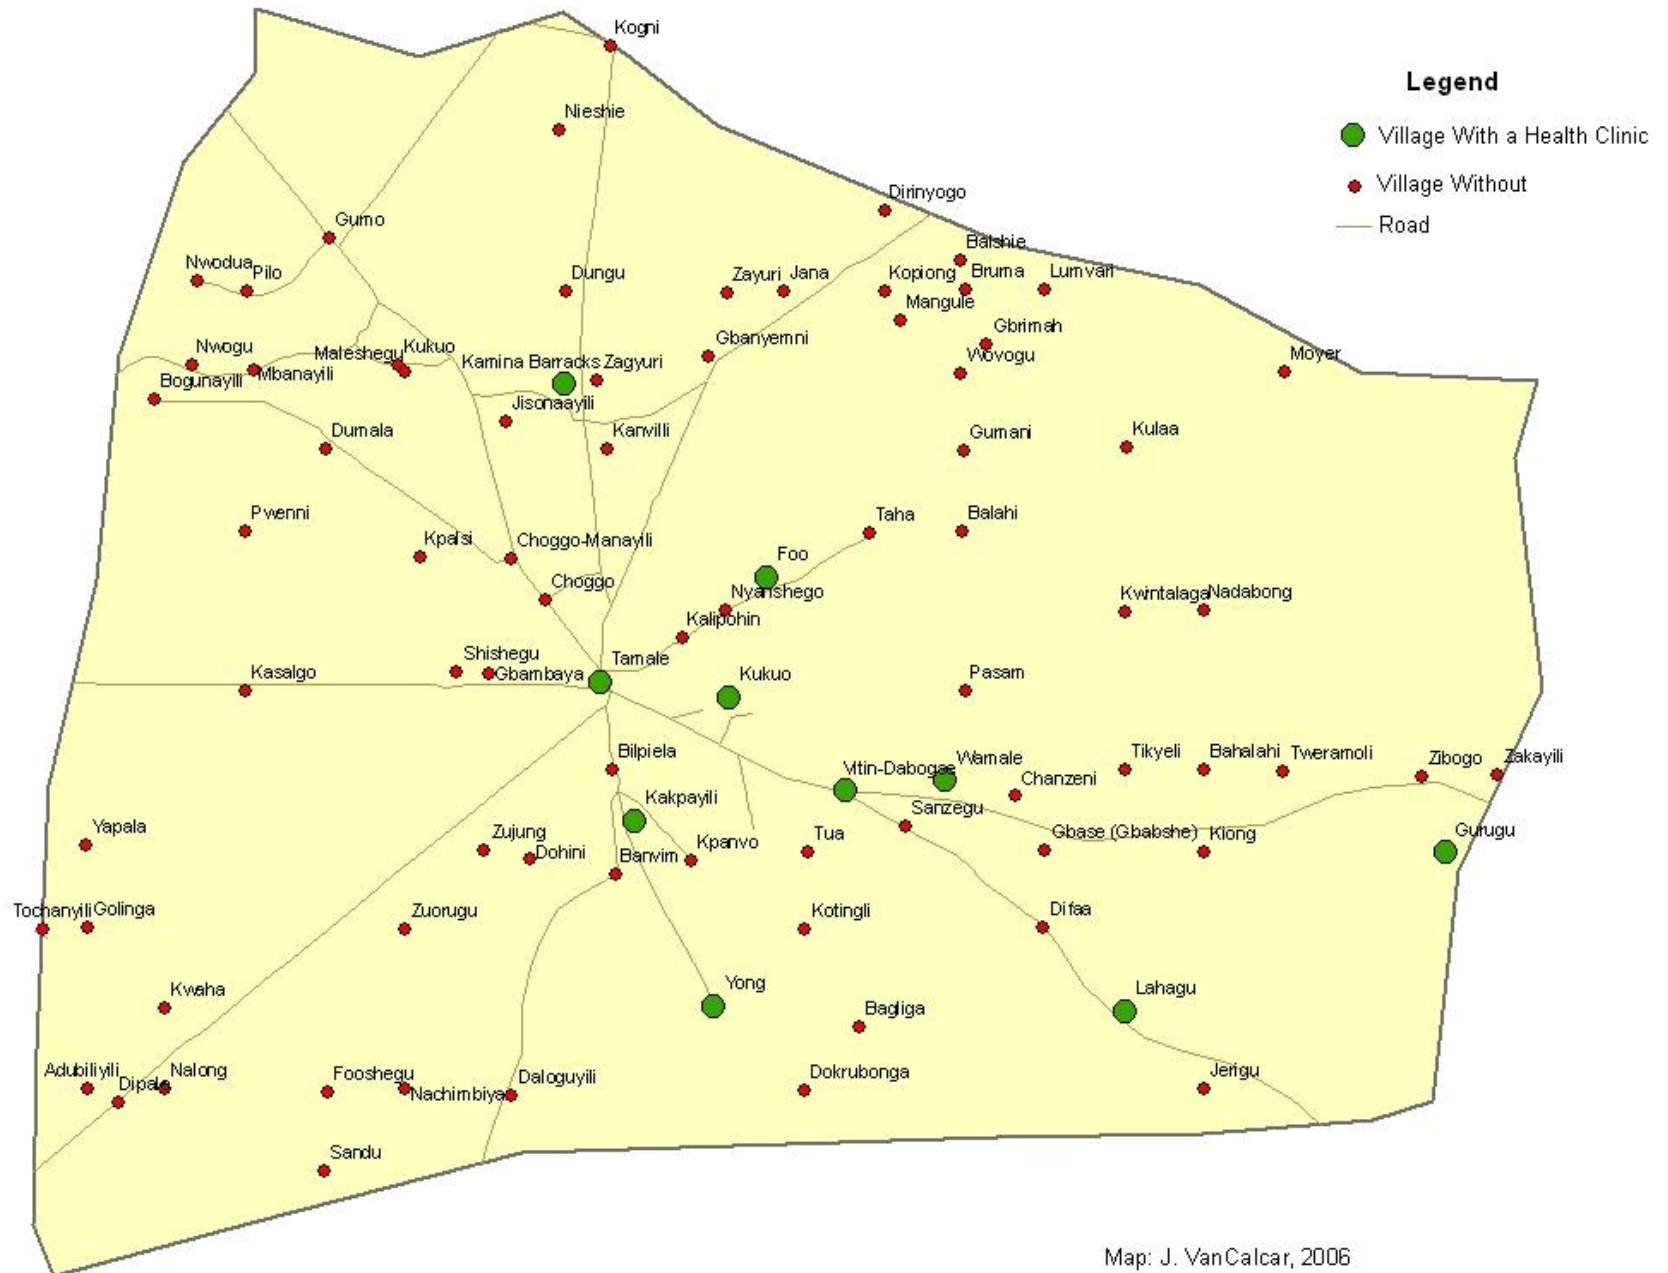 Kogni
Legend
Nieshie
Village With a Health Clinic
Village Without
Dirinyogo
Gumo
Road
Balshie
Nwodua
Pilo
Dungu
Zayuri
Jana
Kopiong
Bruma
Lumvari
Mangule
Gbrimah
Nwogu
Maleshegu
Kukuo
Kamina Barracks
Zagyuri
Gbanyemni
Wovogu
Moyer
Bogunayili
Mbanayili
Jisonaayili
Dumala
Kanvilli
Gumani
Kulaa
Pwenni
Kpalsi
Choggo-Manayili
Taha
Balahi
Foo
Choggo
Nyanshego
Kwintalaga
Nadabong
Kalipohin
Shishegu
Gbambaya
Tamale
Kasalgo
Kukuo
Pasam
Bilpiela
Vitin-Dabogse
Wamale
Chanzeni
Tikyeli
Bahalahi
Tweramoli
Zibogo
Zakayili
Kakpayili
Sanzegu
Yapala
Zujung
Dohini
Banvim
Kpanvo
Tua
Gbase (Gbabshe)
Kiong
Gurugu
Tochanyili
Golinga
Zuorugu
Kotingli
Difaa
Kwaha
Yong
Bagliga
Lahagu
Adubiliyili
Dipale
Nalong
Fooshegu
Nachimbiya
Daloguyili
Dokrubonga
Jerigu
Sandu
Map: J. VanCalcar, 2006